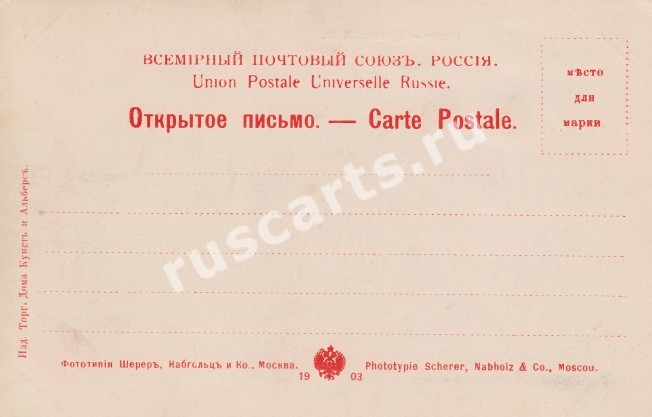 ВСЕМІРНЫЙ ПОЧТОВЫЙ СОЮЗЪ. РОССІЯ.
Union Postale Universelle Russie.
Открытое письмо. — Carte Postale.
мѣсто
для
марки
Изд. Торг. Дома Кунстъ и Альберсъ.
ruscarts.ru
Фототипія Шереръ, Набгольцъ и Ко., Москва.
Phototypie Scherer, Nabholz & Co., Moscou.
19 03